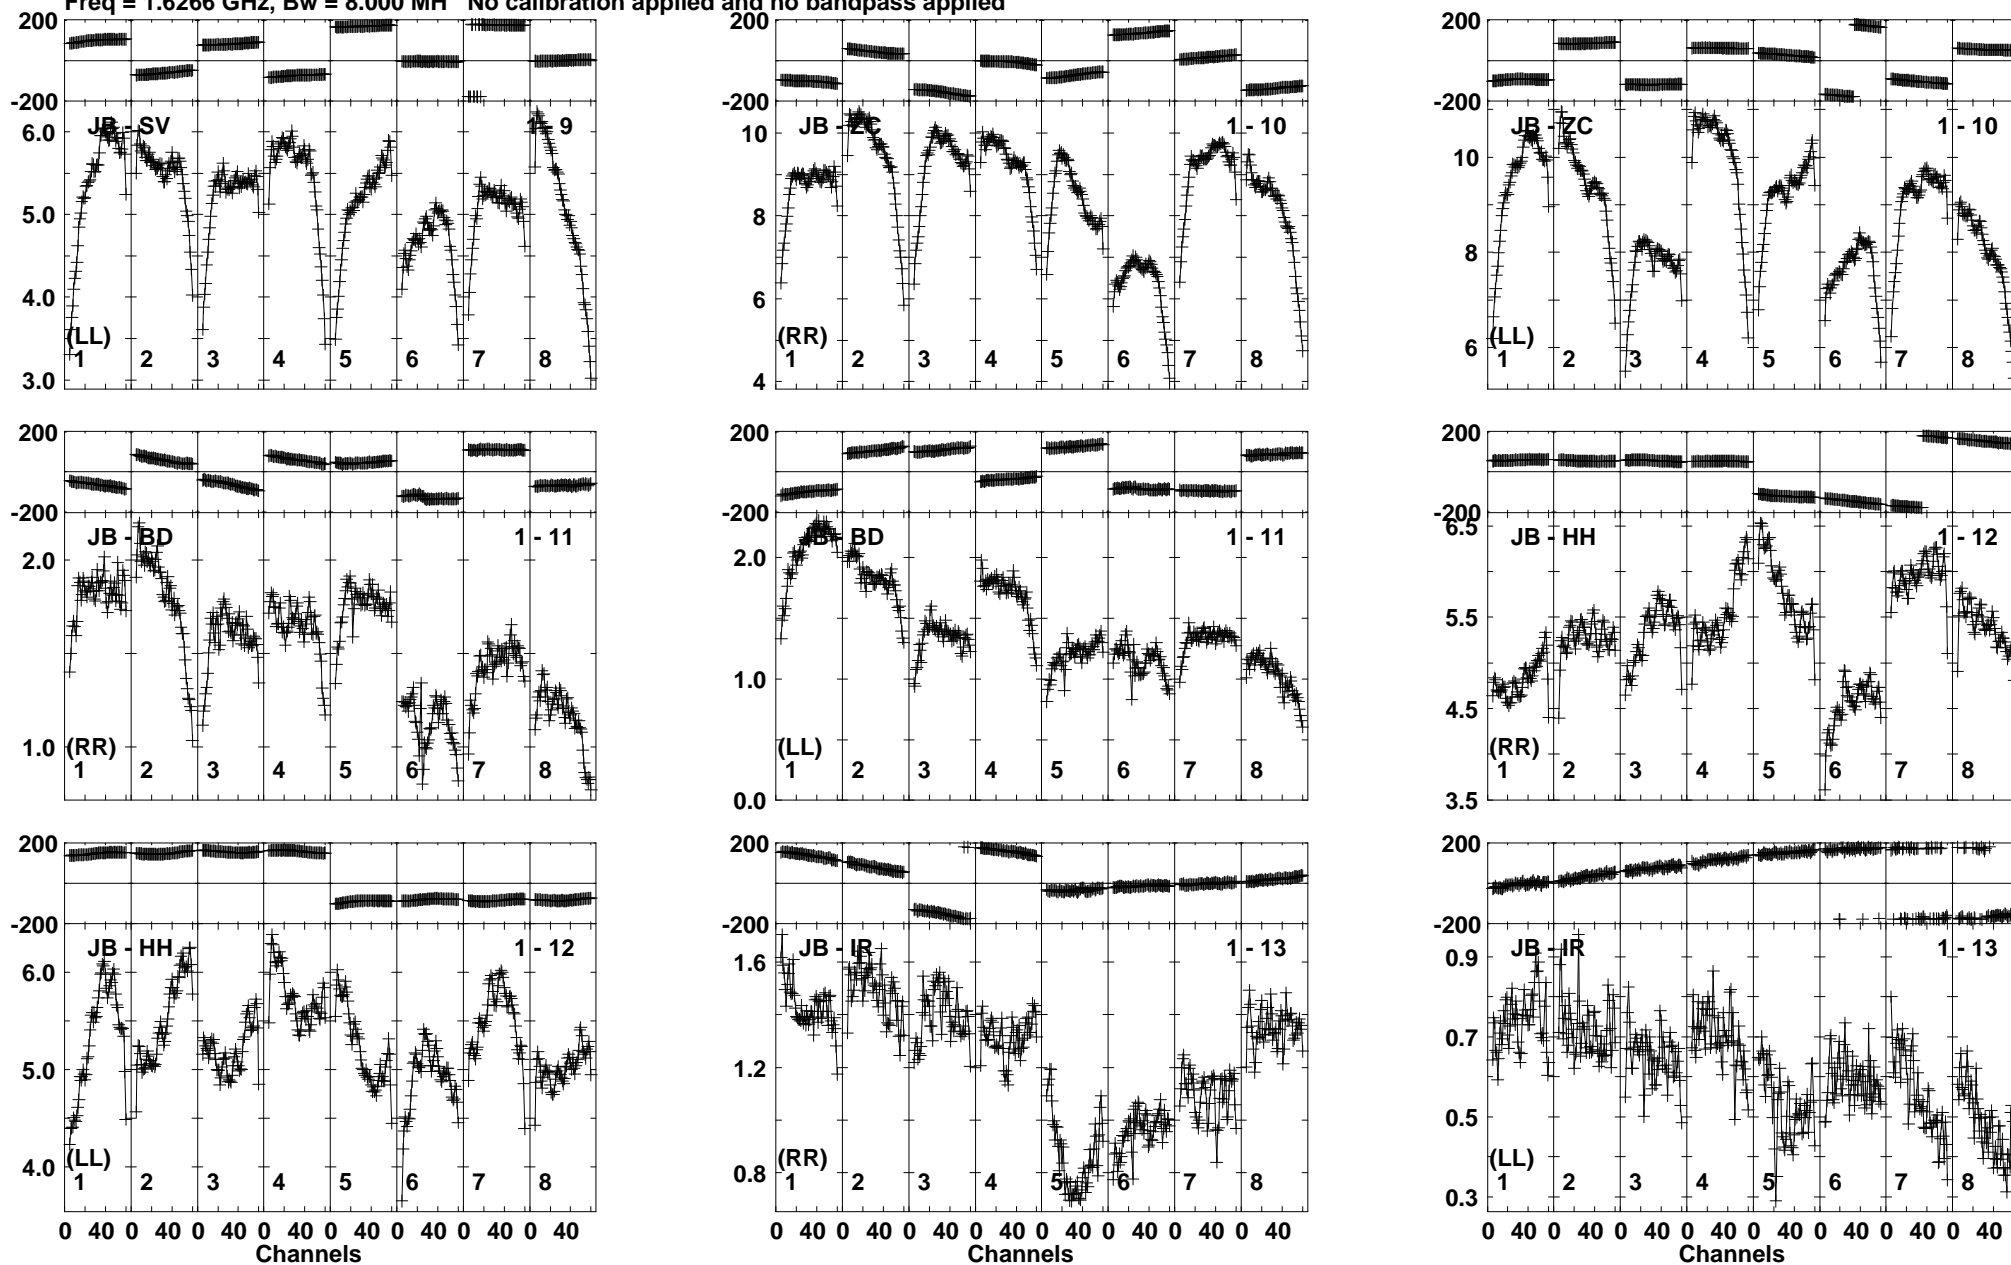 Freq = 1.6266 GHz, Bw = 8.000 MH No calibration applied and no bandpass applied
200
-200
6.0
5.0
4.0
3.0
JB - SV
1 - 9
(LL)
1 2 3 4 5 6 7 8
200
-200
10
8
6
4
JB - ZC
1 - 10
(RR)
1 2 3 4 5 6 7 8
200
-200
10
8
6
JB - ZC
1 - 10
(LL)
1 2 3 4 5 6 7 8
200
-200
2.0
1.0
JB - BD
1 - 11
(RR)
1 2 3 4 5 6 7 8
200
-200
2.0
1.0
0.0
JB - BD
1 - 11
(LL)
1 2 3 4 5 6 7 8
200
-200
6.5
5.5
4.5
3.5
JB - HH
1 - 12
(RR)
1 2 3 4 5 6 7 8
200
-200
6.0
5.0
4.0
JB - HH
1 - 12
(LL)
1 2 3 4 5 6 7 8
0 40 0 40 0 40 0 40 0 40 0 40 0 40 0 40
Channels
200
-200
1.6
1.2
0.8
JB - IR
1 - 13
(RR)
1 2 3 4 5 6 7 8
0 40 0 40 0 40 0 40 0 40 0 40 0 40 0 40
Channels
200
-200
0.9
0.7
0.5
0.3
JB - IR
1 - 13
(LL)
1 2 3 4 5 6 7 8
0 40 0 40 0 40 0 40 0 40 0 40 0 40 0 40
Channels